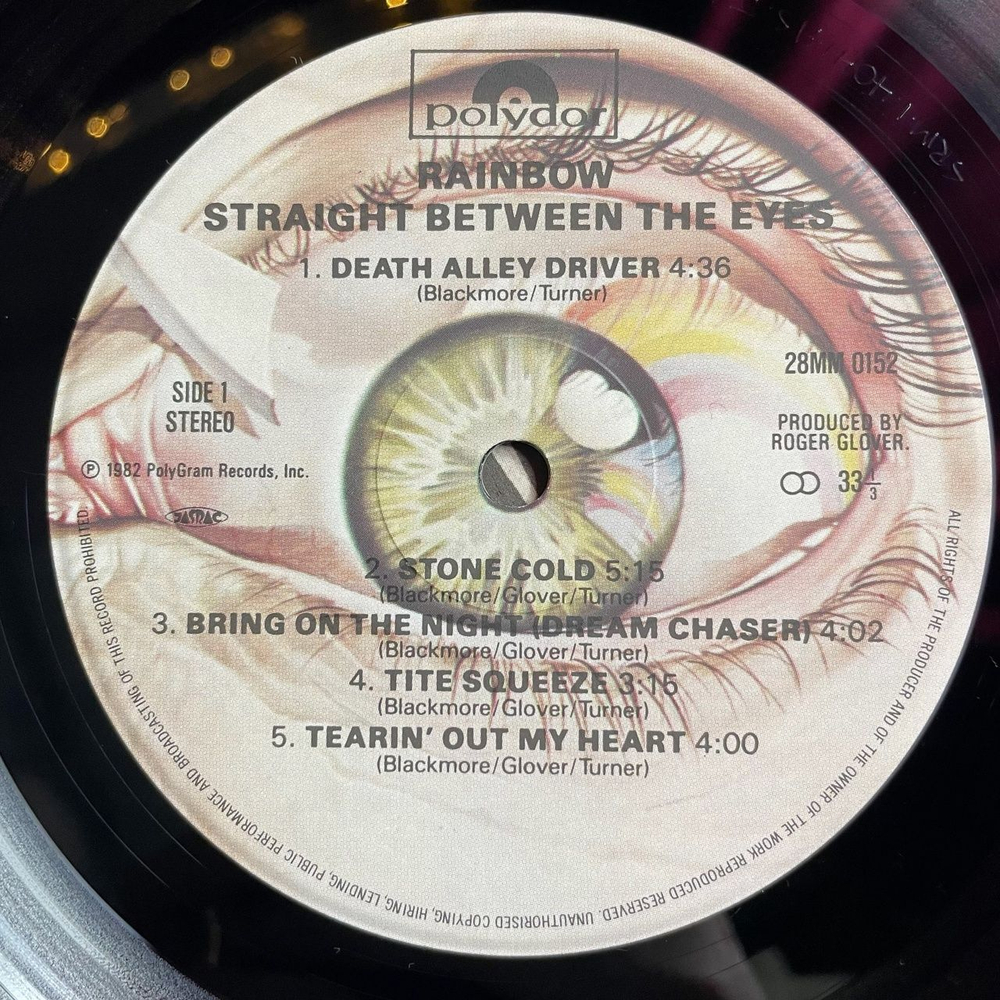 polydor
RAINBOW
STRAIGHT BETWEEN THE EYES
1. DEATH ALLEY DRIVER 4:36
(Blackmore/Turner)
28MM 0152
SIDE 1
STEREO
PRODUCED BY
ROGER GLOVER.
Ⓟ 1982 PolyGram Records, Inc.
33⅓
JASRAC
2. STONE COLD 5:15
(Blackmore/Glover/Turner)
3. BRING ON THE NIGHT (DREAM CHASER) 4:02
(Blackmore/Glover/Turner)
4. TITE SQUEEZE 3:15
(Blackmore/Glover/Turner)
5. TEARIN' OUT MY HEART 4:00
(Blackmore/Glover/Turner)
ALL RIGHTS OF THE PRODUCER AND OF THE OWNER OF THE WORK REPRODUCED RESERVED. UNAUTHORISED COPYING, HIRING, LENDING, PUBLIC PERFORMANCE AND BROADCASTING OF THIS RECORD PROHIBITED.